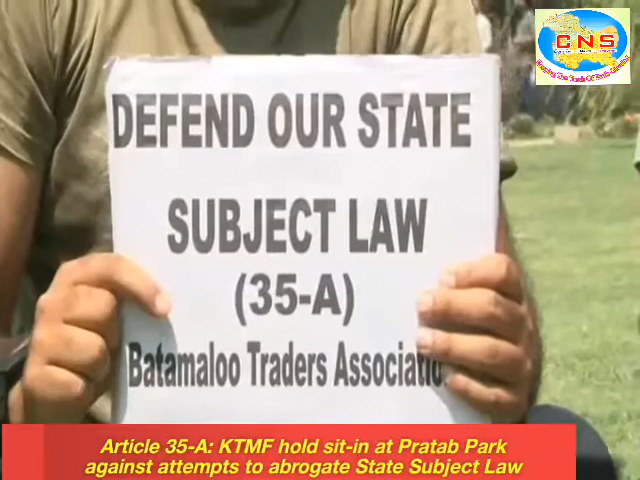 CNS
DEFEND OUR STATE
SUBJECT LAW
(35-A)
Batamaloo Traders Associatio
Article 35-A: KTMF hold sit-in at Pratab Park
against attempts to abrogate State Subject Law